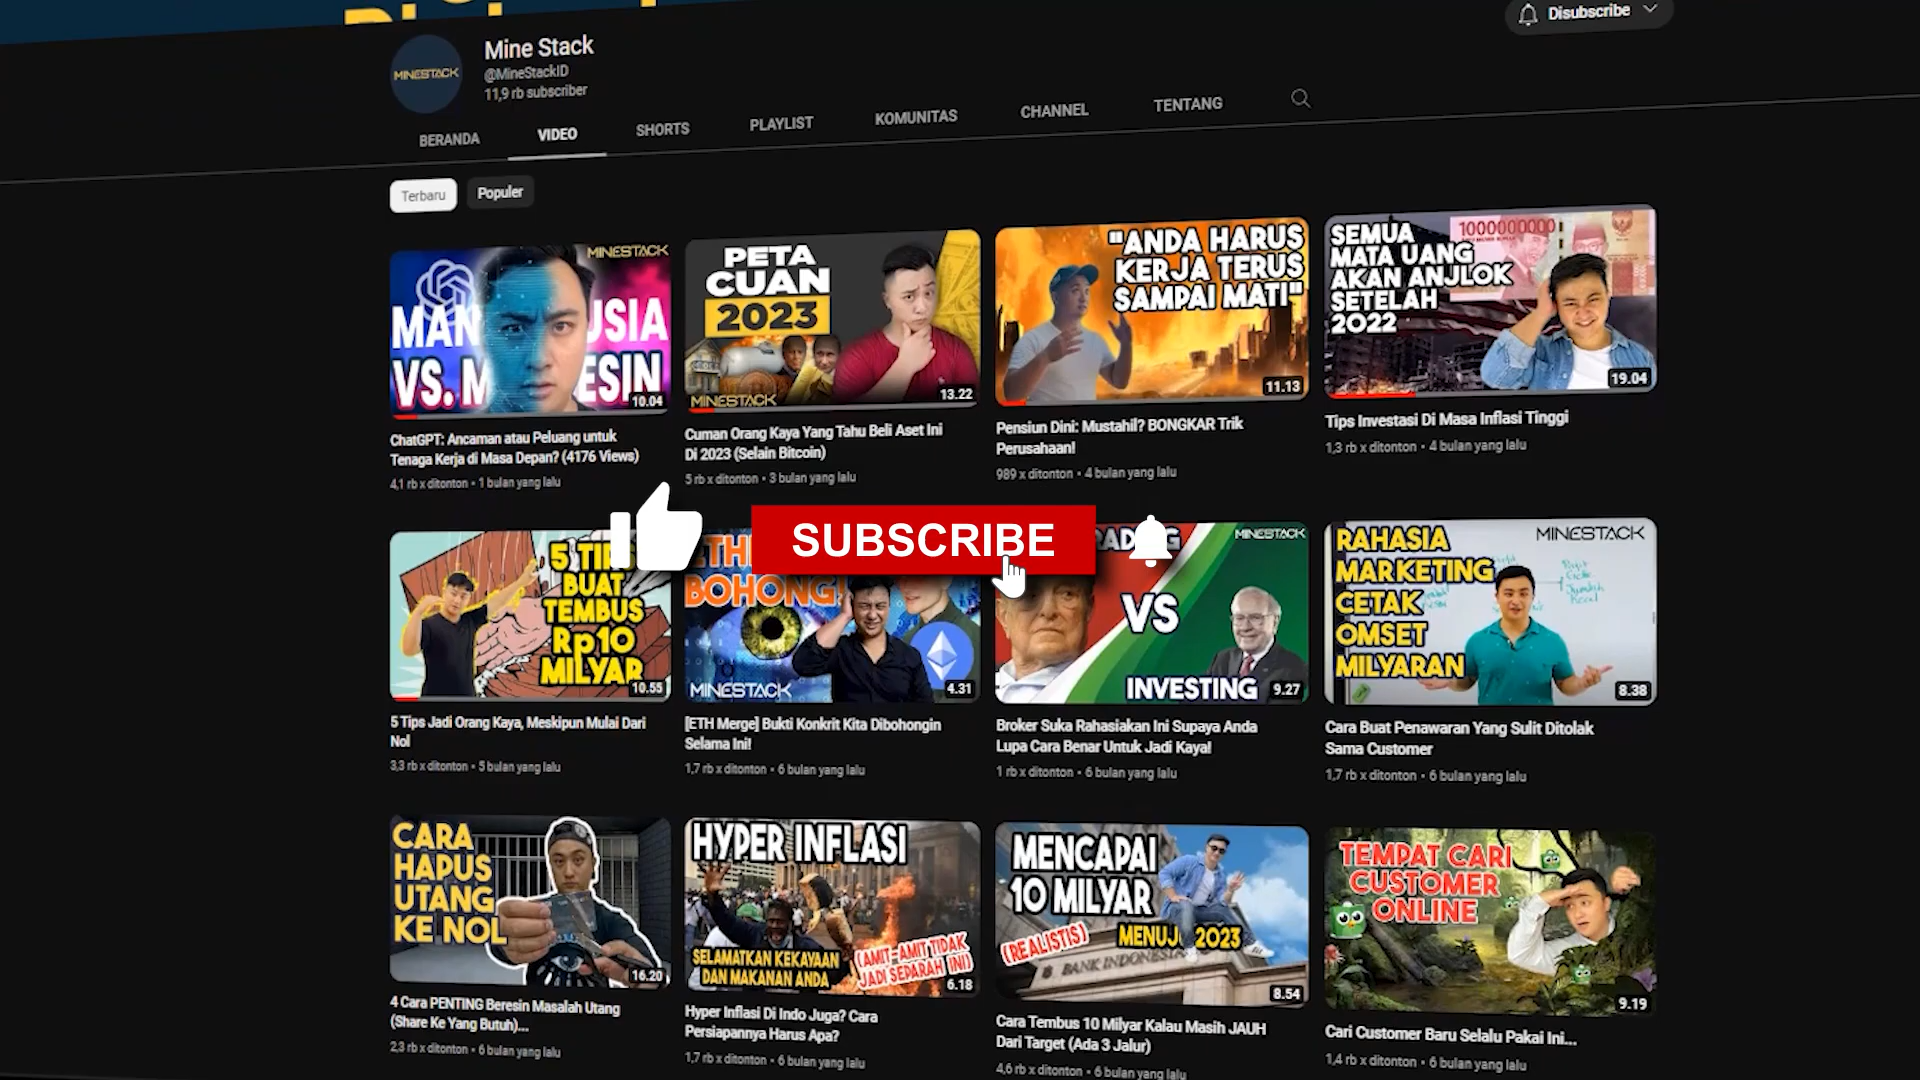 MINESTACK
Mine Stack
@MineStackID
11,9 rb subscriber
Disubscribe
BERANDA
VIDEO
SHORTS
PLAYLIST
KOMUNITAS
CHANNEL
TENTANG
Terbaru
Populer
MINESTACK
MAN USIA
VS. M ESIN
10.04
ChatGPT: Ancaman atau Peluang untuk
Tenaga Kerja di Masa Depan? (4176 Views)
4,1 rb x ditonton • 1 bulan yang lalu
PETA
CUAN
2023
MINESTACK
13.22
Cuman Orang Kaya Yang Tahu Beli Aset Ini
Di 2023 (Selain Bitcoin)
5 rb x ditonton • 3 bulan yang lalu
"ANDA HARUS
KERJA TERUS
SAMPAI MATI"
11.13
Pensiun Dini: Mustahil? BONGKAR Trik
Perusahaan!
989 x ditonton • 4 bulan yang lalu
SEMUA
MATA UANG
AKAN ANJLOK
SETELAH
2022
1000000000
19.04
Tips Investasi Di Masa Inflasi Tinggi
1,3 rb x ditonton • 4 bulan yang lalu
SUBSCRIBE
5 TIPS
BUAT
TEMBUS
Rp10
MILYAR
10.55
5 Tips Jadi Orang Kaya, Meskipun Mulai Dari
Nol
3,3 rb x ditonton • 5 bulan yang lalu
BOHONG
MINESTACK
4.31
[ETH Merge] Bukti Konkrit Kita Dibohongin
Selama Ini!
1,7 rb x ditonton • 6 bulan yang lalu
MINESTACK
VS
INVESTING
9.27
Broker Suka Rahasiakan Ini Supaya Anda
Lupa Cara Benar Untuk Jadi Kaya!
1 rb x ditonton • 6 bulan yang lalu
RAHASIA
MARKETING
CETAK
OMSET
MILYARAN
MINESTACK
8.38
Cara Buat Penawaran Yang Sulit Ditolak
Sama Customer
1,7 rb x ditonton • 6 bulan yang lalu
CARA
HAPUS
UTANG
KE NOL
16.20
4 Cara PENTING Beresin Masalah Utang
(Share Ke Yang Butuh)...
2,3 rb x ditonton • 6 bulan yang lalu
HYPER INFLASI
SELAMATKAN KEKAYAAN
DAN MAKANAN ANDA
(AMIT-AMIT TIDAK
JADI SEPARAH INI)
6.18
Hyper Inflasi Di Indo Juga? Cara
Persiapannya Harus Apa?
1,7 rb x ditonton • 6 bulan yang lalu
MENCAPAI
10 MILYAR
(REALISTIS)
MENUJU 2023
BANK INDONESIA
8.54
Cara Tembus 10 Milyar Kalau Masih JAUH
Dari Target (Ada 3 Jalur)
4,6 rb x ditonton • 6 bulan yang lalu
TEMPAT CARI
CUSTOMER
ONLINE
9.19
Cari Customer Baru Selalu Pakai Ini...
1,4 rb x ditonton • 6 bulan yang lalu